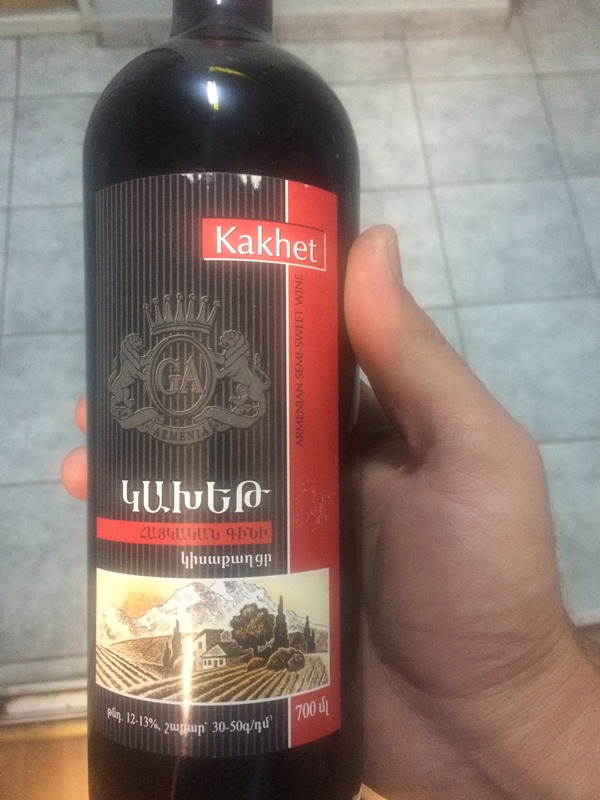 Kakhet
ARMENIAN SEMI-SWEET WINE
GA
ARMENIA
ԿԱԽԵԹ
ՀԱՅԿԱԿԱՆ ԳԻՆԻ
կիսաքաղցր
թնդ. 12-13%, շաքար՝ 30-50գ/դմ³
700 մլ